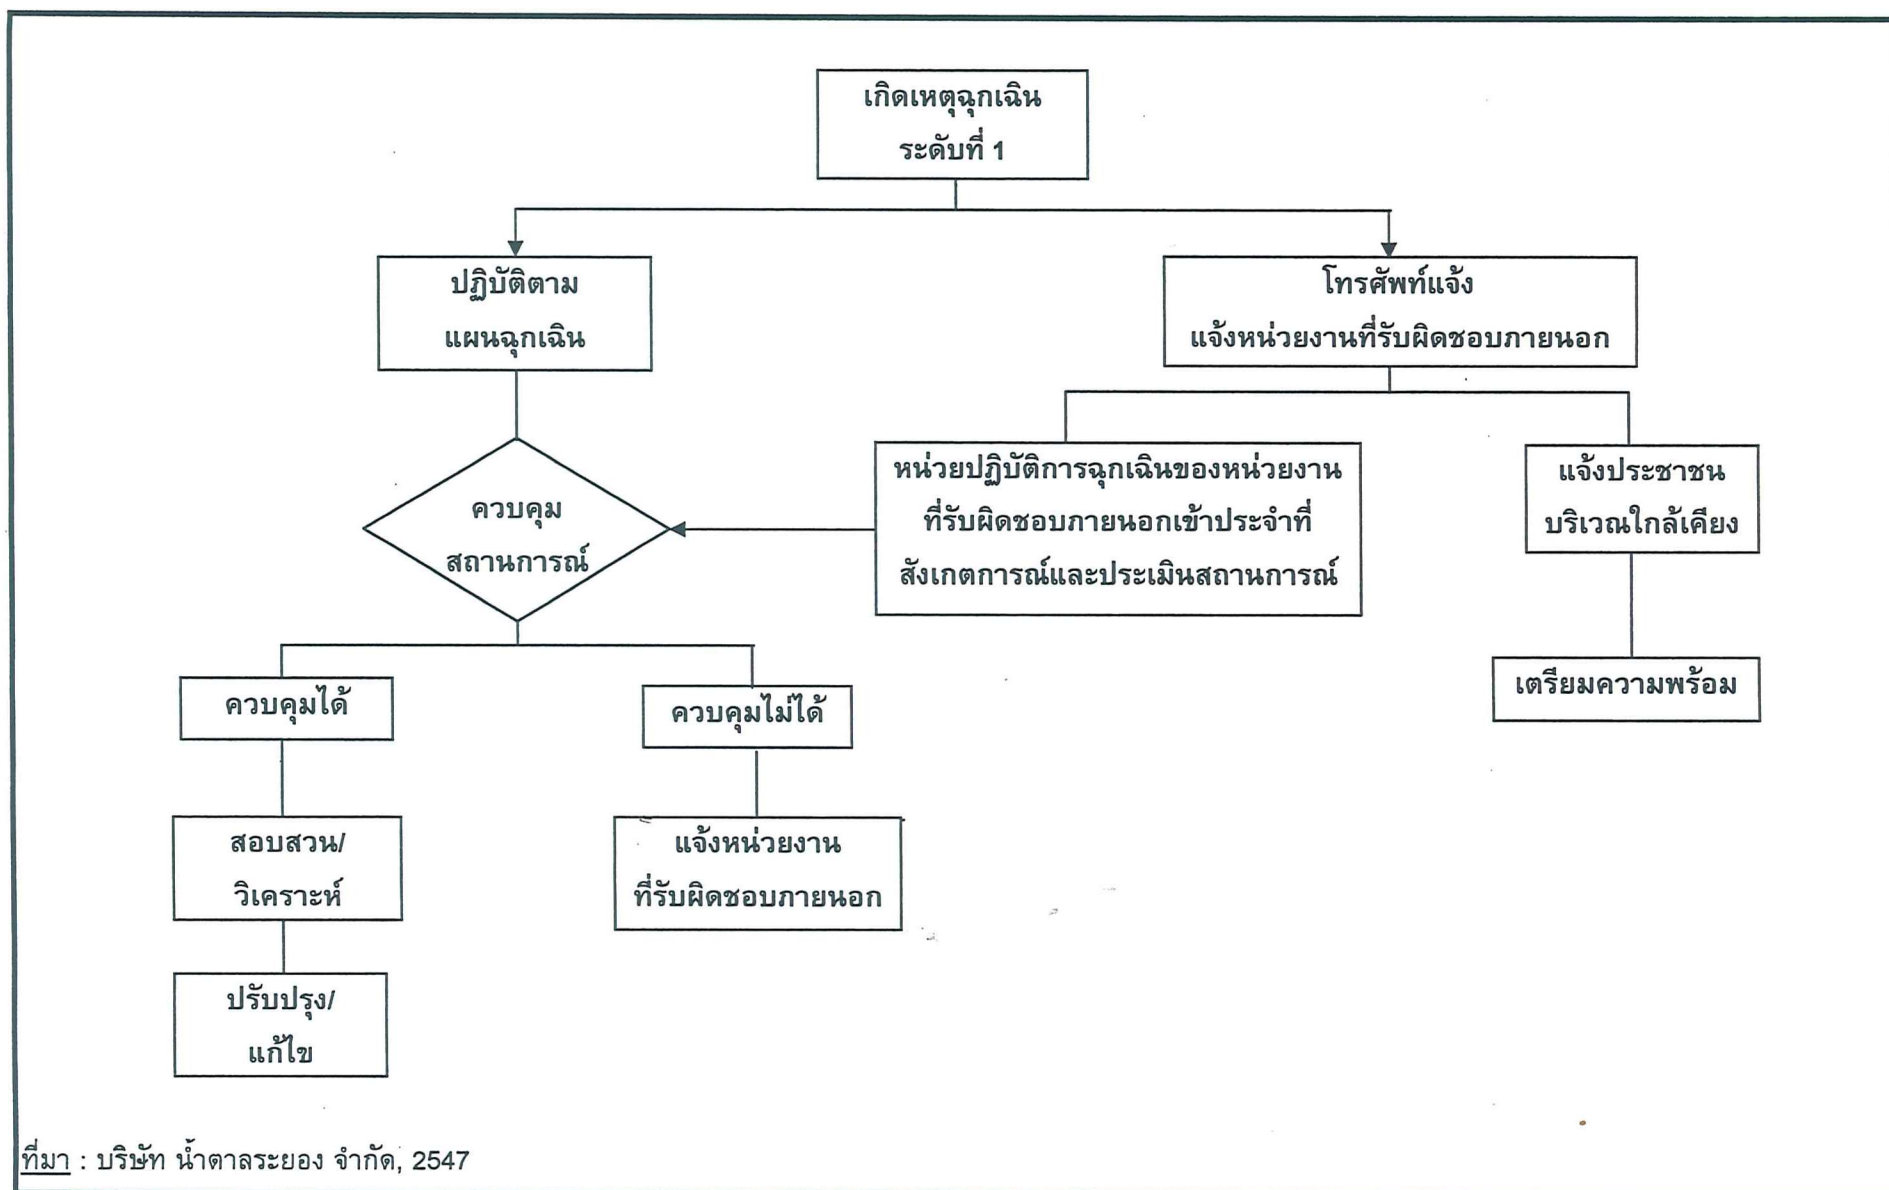 เกิดเหตุฉุกเฉิน
ระดับที่ 1
ปฏิบัติตาม
แผนฉุกเฉิน
โทรศัพท์แจ้ง
แจ้งหน่วยงานที่รับผิดชอบภายนอก
ควบคุม
สถานการณ์
หน่วยปฏิบัติการฉุกเฉินของหน่วยงาน
ที่รับผิดชอบภายนอกเข้าประจำที่
สังเกตการณ์และประเมินสถานการณ์
แจ้งประชาชน
บริเวณใกล้เคียง
เตรียมความพร้อม
ควบคุมได้
ควบคุมไม่ได้
สอบสวน/
วิเคราะห์
แจ้งหน่วยงาน
ที่รับผิดชอบภายนอก
ปรับปรุง/
แก้ไข
ที่มา : บริษัท น้ำตาลระยอง จำกัด, 2547